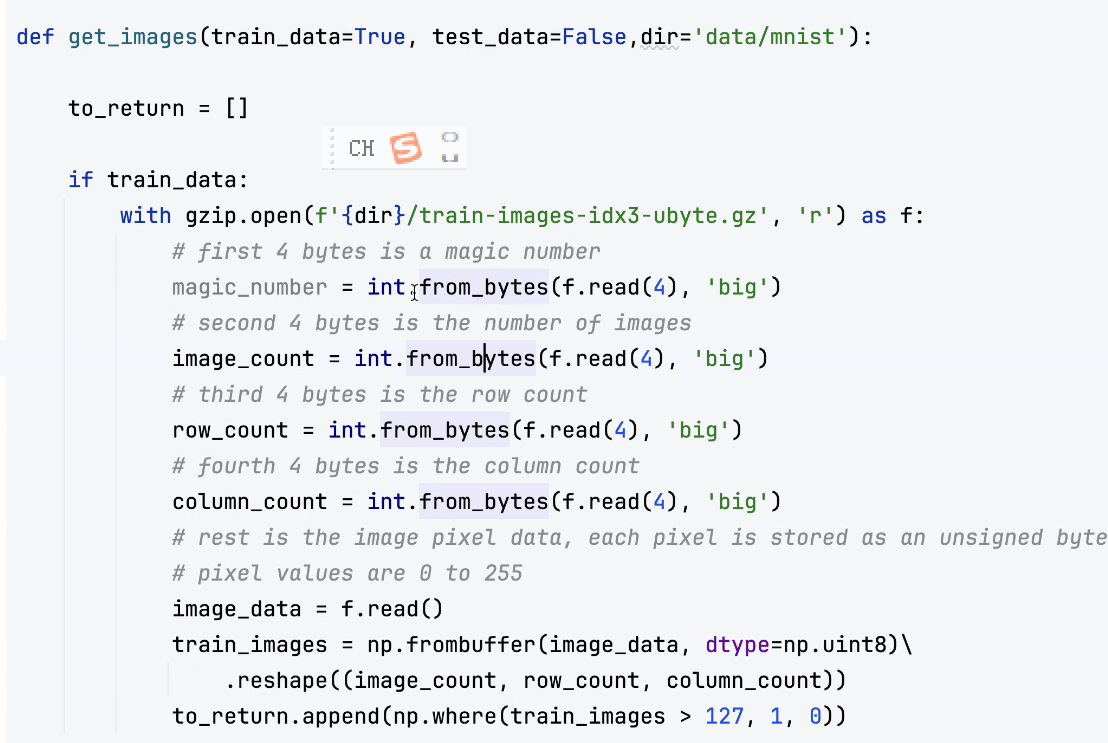 def get_images(train_data=True, test_data=False,dir='data/mnist'):
to_return = []
CH S
if train_data:
with gzip.open(f'{dir}/train-images-idx3-ubyte.gz', 'r') as f:
# first 4 bytes is a magic number
magic_number = int.from_bytes(f.read(4), 'big')
# second 4 bytes is the number of images
image_count = int.from_bytes(f.read(4), 'big')
# third 4 bytes is the row count
row_count = int.from_bytes(f.read(4), 'big')
# fourth 4 bytes is the column count
column_count = int.from_bytes(f.read(4), 'big')
# rest is the image pixel data, each pixel is stored as an unsigned byte
# pixel values are 0 to 255
image_data = f.read()
train_images = np.frombuffer(image_data, dtype=np.uint8)\
.reshape((image_count, row_count, column_count))
to_return.append(np.where(train_images > 127, 1, 0))